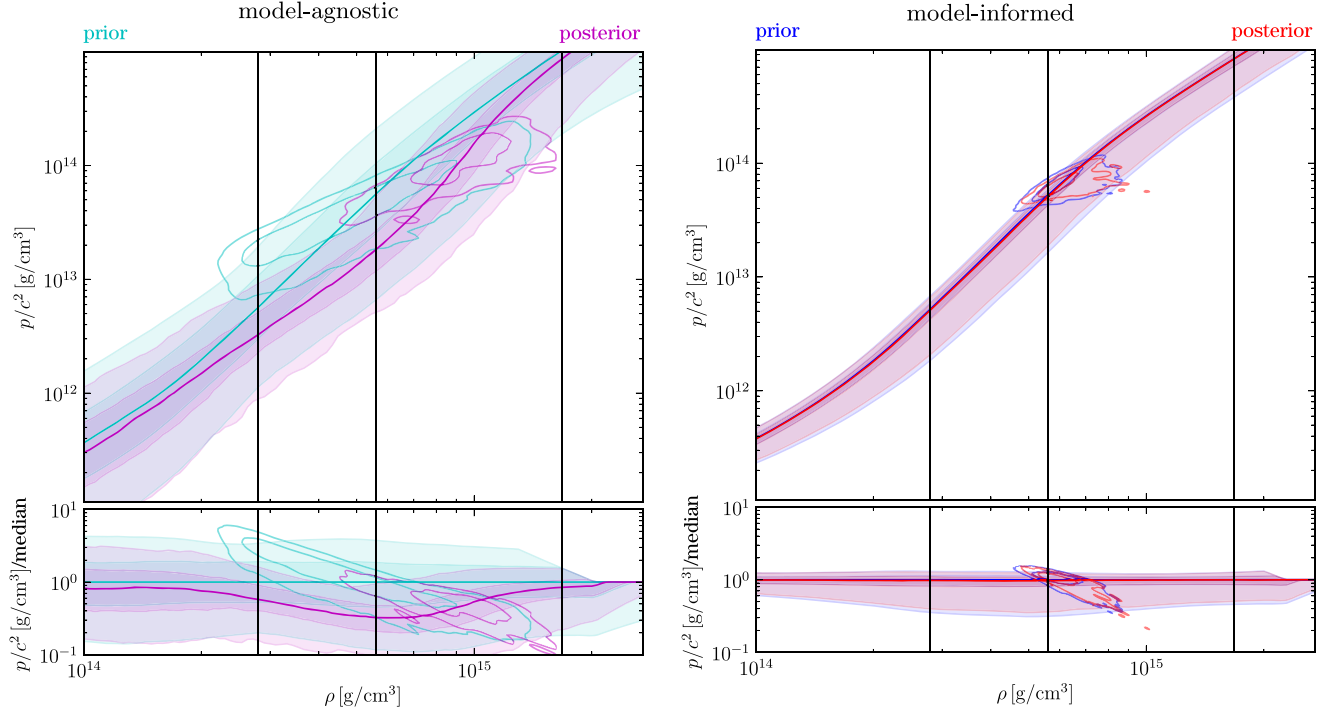 model-agnostic
prior posterior
10^14
10^13
10^12
p/c^2 [g/cm^3]
10^1
10^0
10^-1
p/c^2 [g/cm^3]/median
10^14 10^15
ρ [g/cm^3]
model-informed
prior posterior
10^14
10^13
10^12
p/c^2 [g/cm^3]
10^1
10^0
10^-1
p/c^2 [g/cm^3]/median
10^14 10^15
ρ [g/cm^3]